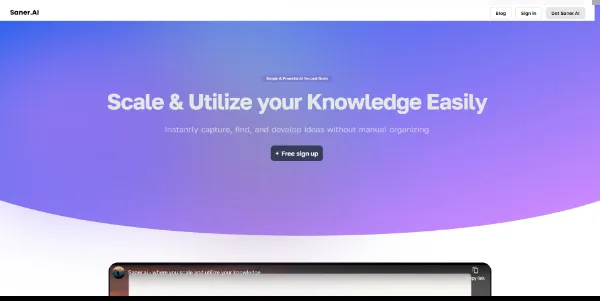 Saner.AI
Blog
Sign in
Get Saner.AI
Simple & Powerful AI Second Brain
Scale & Utilize your Knowledge Easily
Instantly capture, find, and develop ideas without manual organizing
+ Free sign up
Saner.ai - where you scale and utilize your knowledge
Copy link